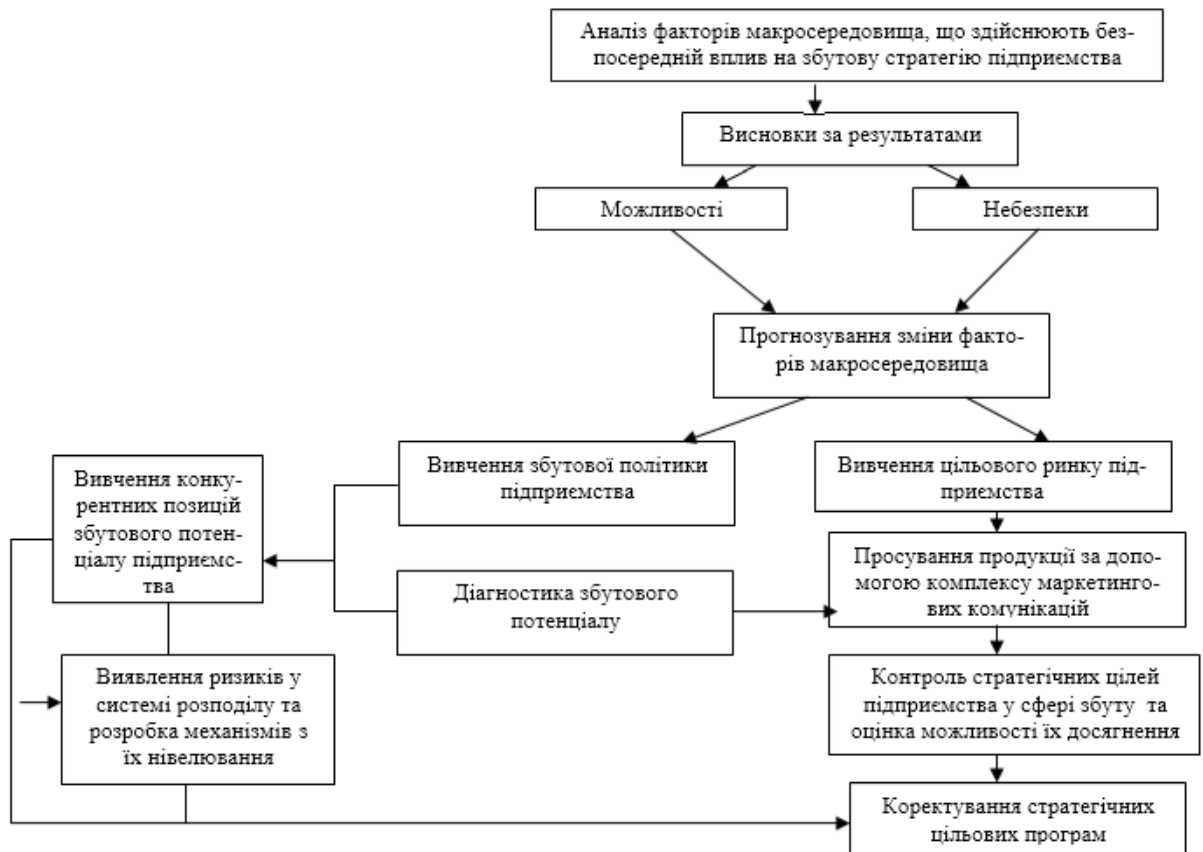 Аналіз факторів макросередовища, що здійснюють без-
посередній вплив на збутову стратегію підприємства
Висновки за результатами
Можливості
Небезпеки
Прогнозування зміни факто-
рів макросередовища
Вивчення збутової політики
підприємства
Вивчення цільового ринку під-
приємства
Вивчення конку-
рентних позицій
збутового потен-
ціалу підприємс-
тва
Просування продукції за допо-
могою комплексу маркетинго-
вих комунікацій
Діагностика збутового
потенціалу
Виявлення ризиків у
системі розподілу та
розробка механізмів з
їх нівелювання
Контроль стратегічних цілей
підприємства у сфері збуту та
оцінка можливості їх досягнення
Коректування стратегічних
цільових програм